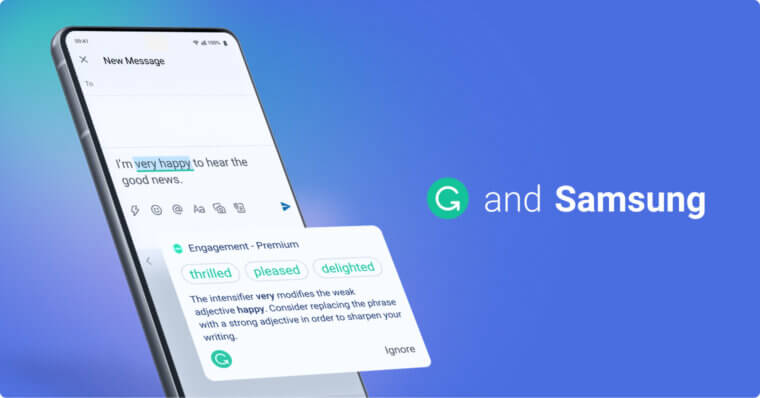 09:41
100%
New Message
To
I'm very happy to hear the
good news.
Aa
Engagement - Premium
thrilled pleased delighted
The intensifier very modifies the weak
adjective happy. Consider replacing the phrase
with a strong adjective in order to sharpen your
writing.
Ignore
and Samsung